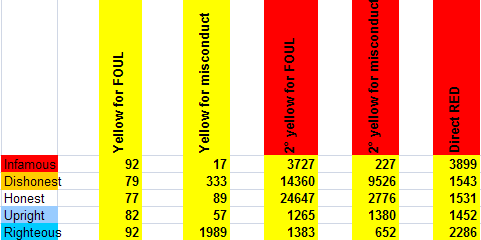 Yellow for FOUL Yellow for misconduct 2° yellow for FOUL 2° yellow for misconduct Direct RED
Infamous 92 17 3727 227 3899
Dishonest 79 333 14360 9526 1543
Honest 77 89 24647 2776 1531
Upright 82 57 1265 1380 1452
Righteous 92 1989 1383 652 2286